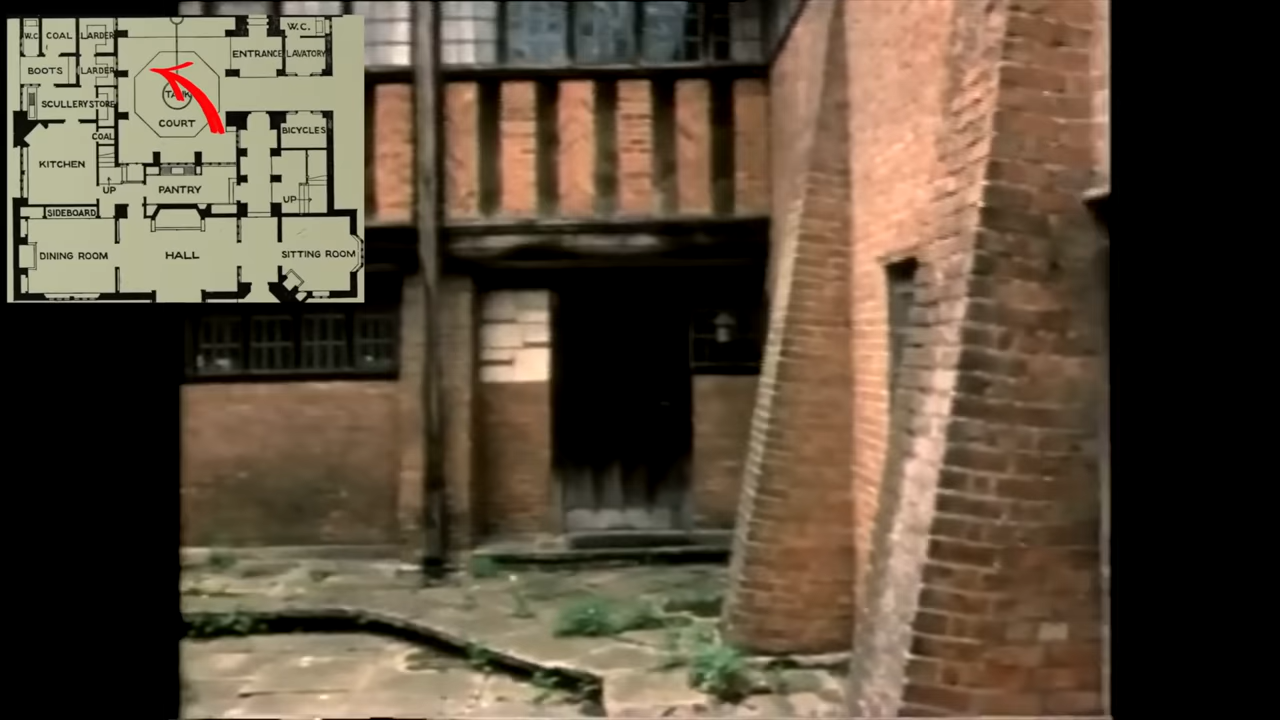 W.C.
COAL
LARDER
W.C.
ENTRANCE
LAVATORY
BOOTS
LARDER
TANK
SCULLERY
STORE
COURT
BICYCLES
COAL
KITCHEN
UP
PANTRY
UP
SIDEBOARD
DINING ROOM
HALL
SITTING ROOM